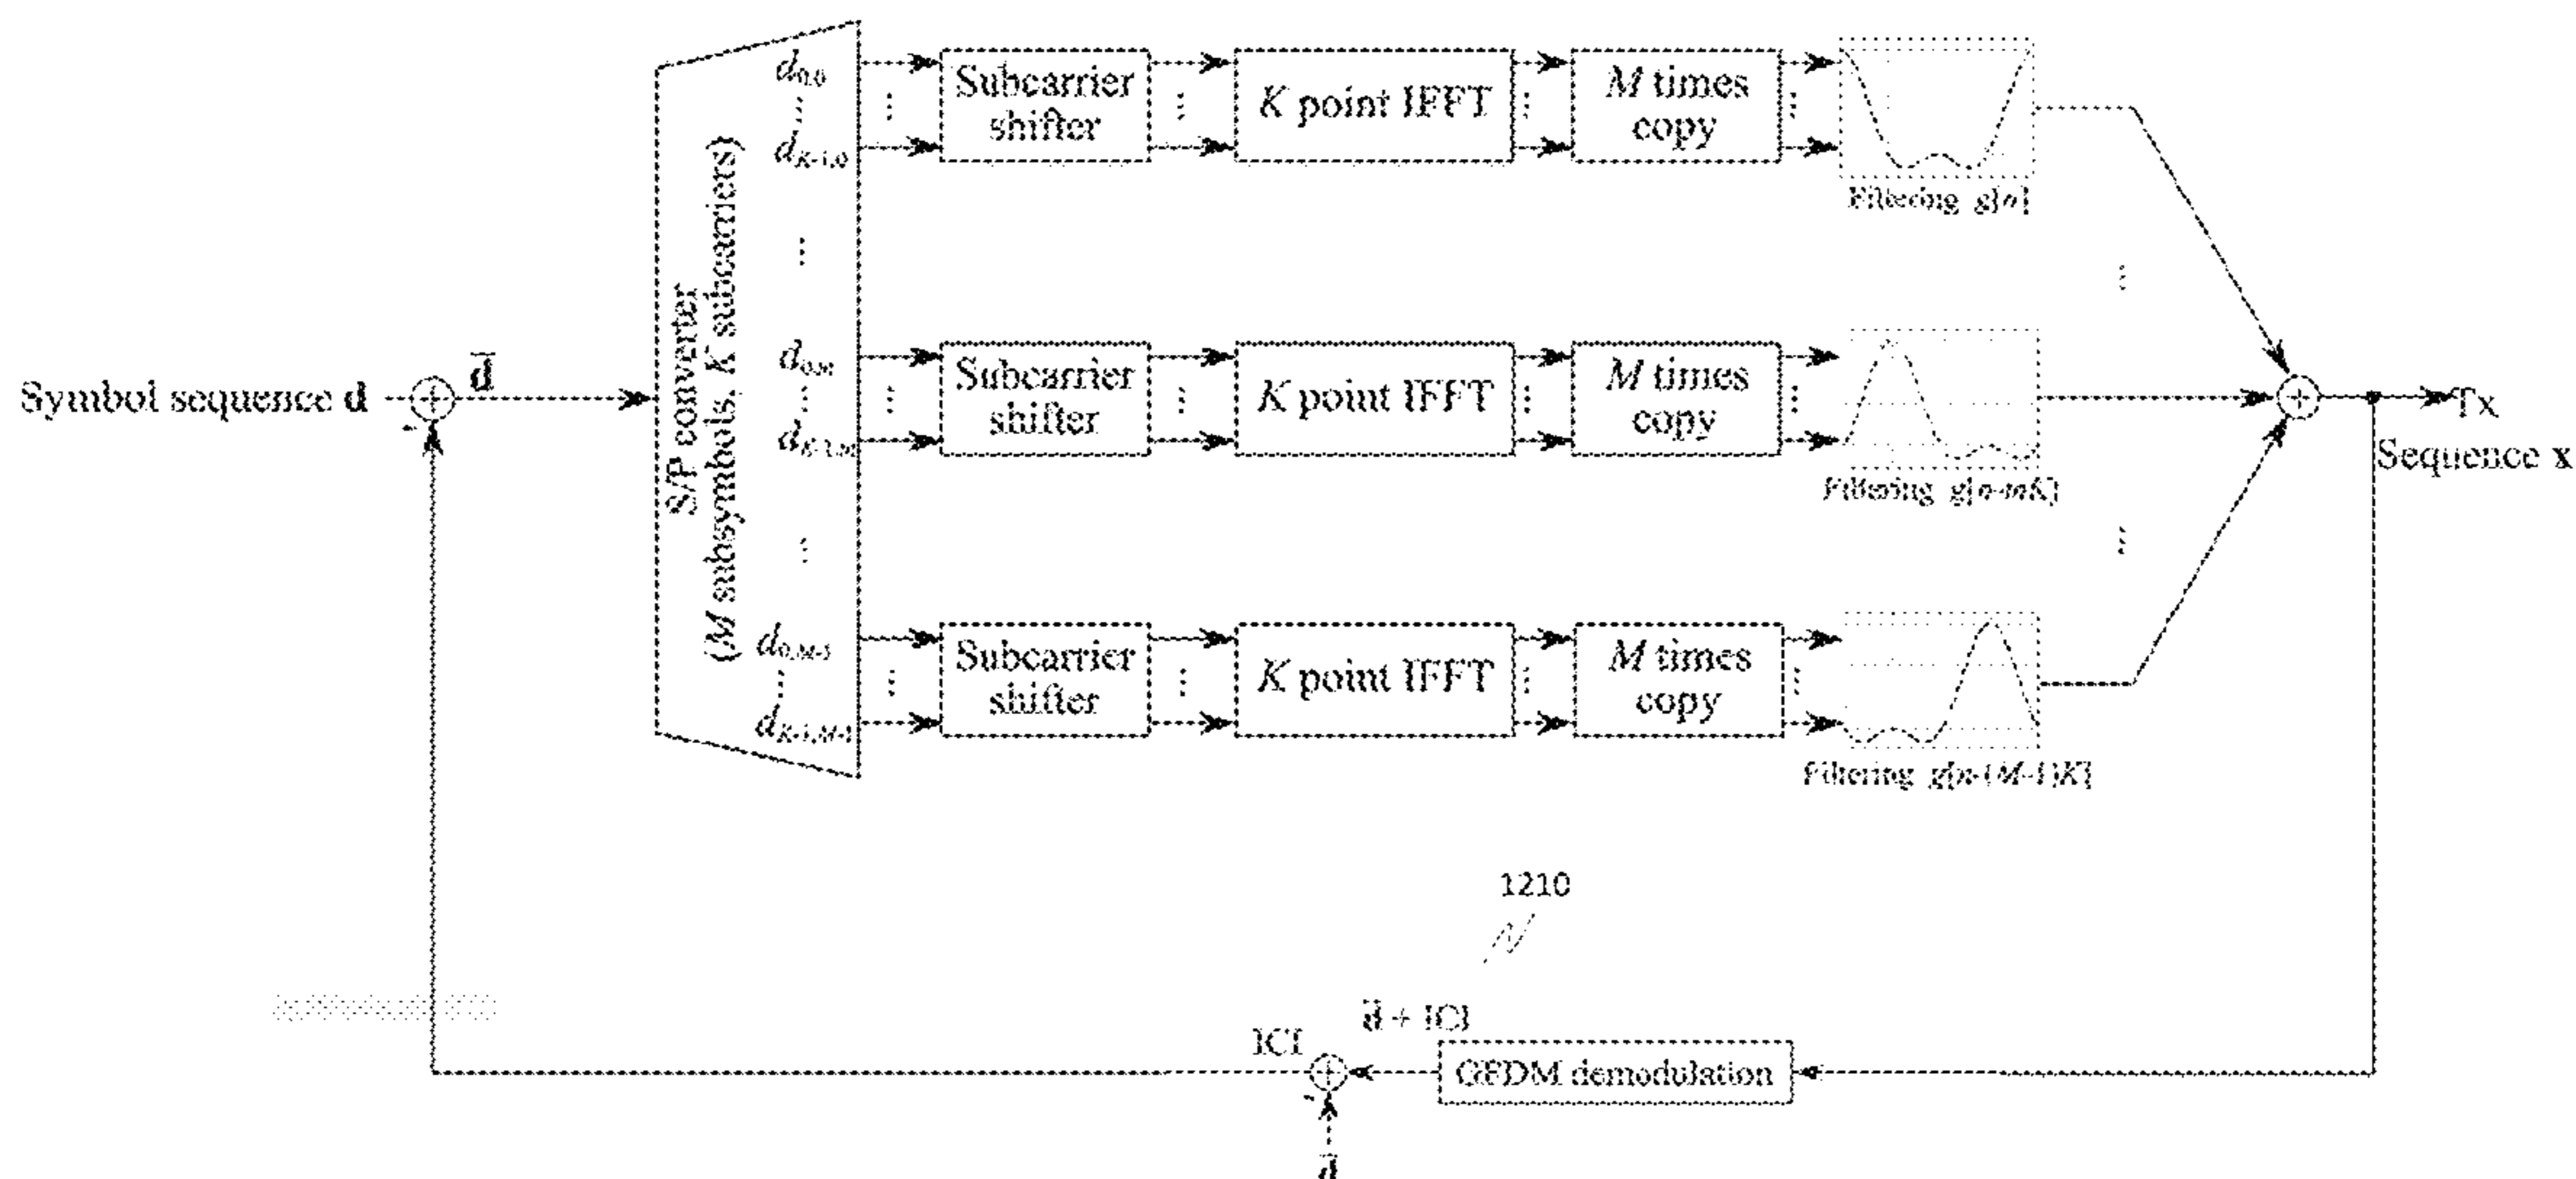 Symbol sequence d
d̄
S/P converter
(M subsymbols, K subcarriers)
d0,0
⋮
dK-1,0
⋮
d0,m
⋮
dK-1,m
⋮
d0,M-1
⋮
dK-1,M-1
Subcarrier
shifter
K point IFFT
M times
copy
Filtering g[n]
Subcarrier
shifter
K point IFFT
M times
copy
Filtering g[n-mK]
Subcarrier
shifter
K point IFFT
M times
copy
Filtering g[n-(M-1)K]
+
-
+
Tx
Sequence x
1210
ICI
d̄ + ICI
+
-
GFDM demodulation
d̄